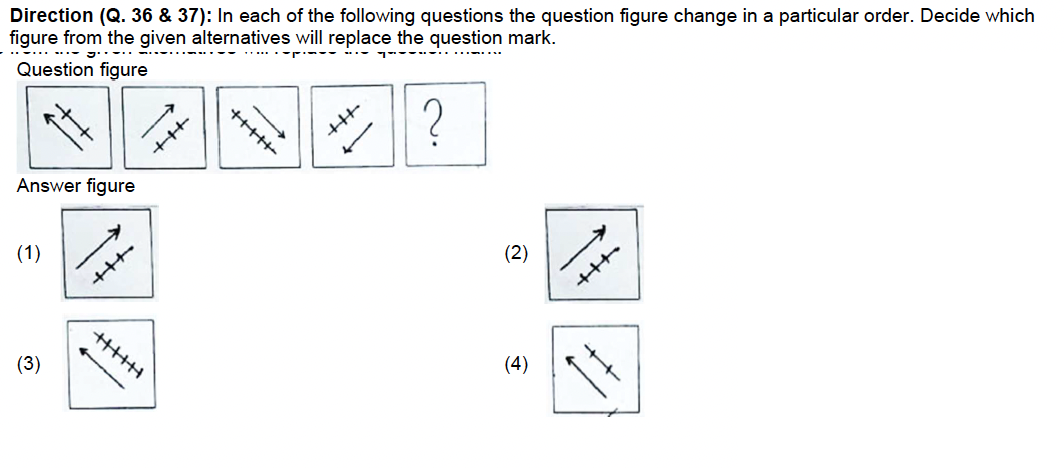 Direction (Q. 36 & 37): In each of the following questions the question figure change in a particular order. Decide which
figure from the given alternatives will replace the question mark.
Question figure
?
Answer figure
(1)
(2)
(3)
(4)